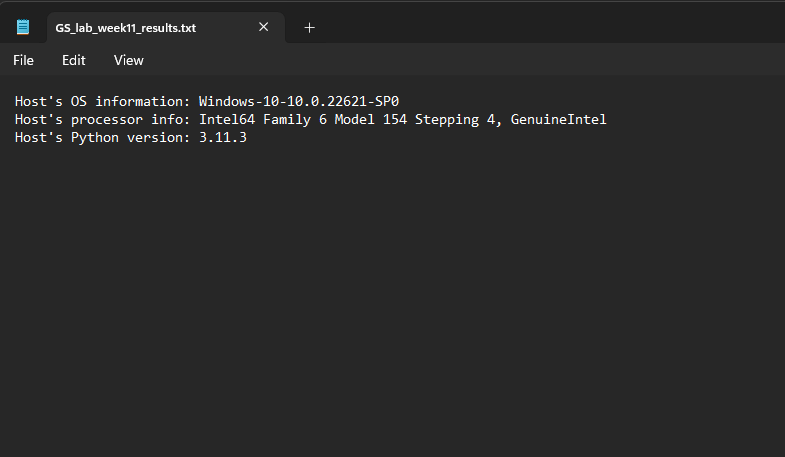 GS_lab_week11_results.txt
File Edit View
Host's OS information: Windows-10-10.0.22621-SP0
Host's processor info: Intel64 Family 6 Model 154 Stepping 4, GenuineIntel
Host's Python version: 3.11.3